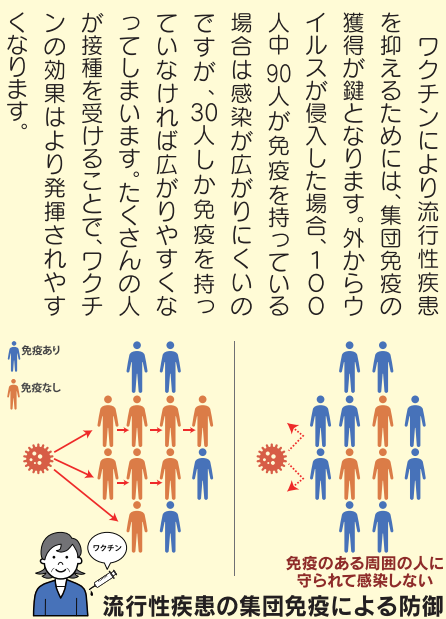 ワクチンにより流行性疾患
を抑えるためには、集団免疫の
獲得が鍵となります。外からウ
イルスが侵入した場合、１００
人中90人が免疫を持っている
場合は感染が広がりにくいの
ですが、30人しか免疫を持っ
ていなければ広がりやすくな
ってしまいます。たくさんの人
が接種を受けることで、ワクチ
ンの効果はより発揮されやす
くなります。
免疫あり
免疫なし
ワクチン
免疫のある周囲の人に
守られて感染しない
流行性疾患の集団免疫による防御